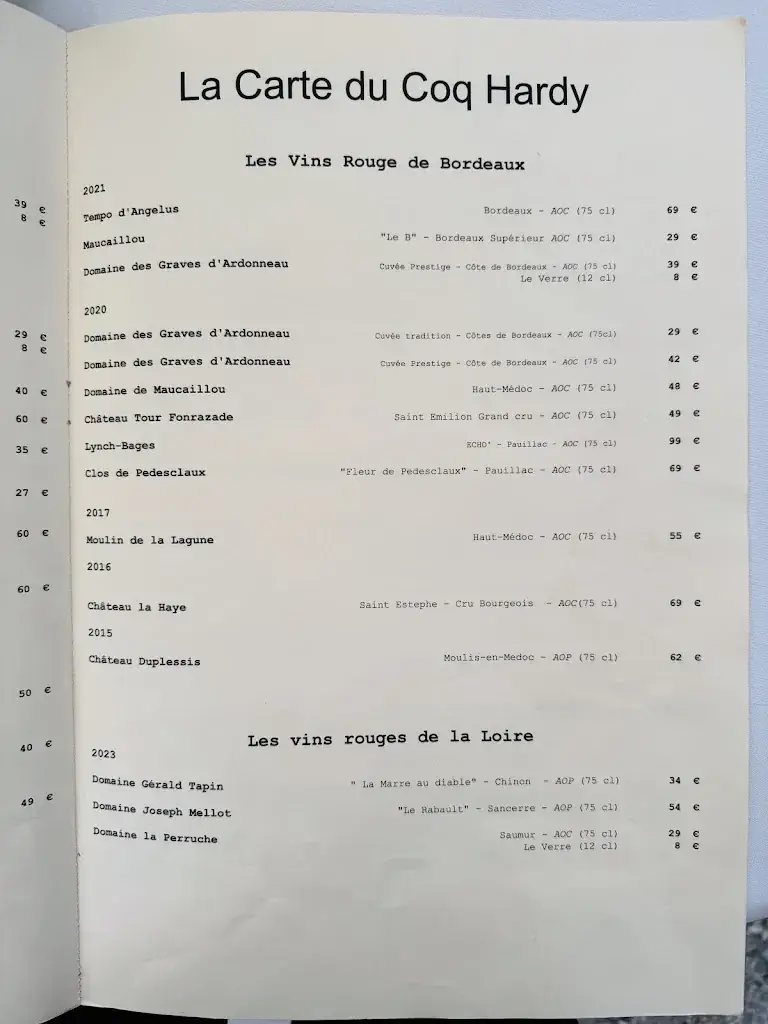 39 €
8 €
29 €
8 €
40 €
60 €
35 €
27 €
60 €
60 €
50 €
40 €
49 €
La Carte du Coq Hardy
Les Vins Rouge de Bordeaux
2021
Tempo d'Angelus Bordeaux - AOC (75 cl) 69 €
Maucaillou "Le B" - Bordeaux Supérieur AOC (75 cl) 29 €
Domaine des Graves d'Ardonneau Cuvée Prestige - Côte de Bordeaux - AOC (75 cl) 39 €
Le Verre (12 cl) 8 €
2020
Domaine des Graves d'Ardonneau Cuvée tradition - Côtes de Bordeaux - AOC (75cl) 29 €
Domaine des Graves d'Ardonneau Cuvée Prestige - Côte de Bordeaux - AOC (75 cl) 42 €
Domaine de Maucaillou Haut-Médoc - AOC (75 cl) 48 €
Château Tour Fonrazade Saint Emilion Grand cru - AOC (75 cl) 49 €
Lynch-Bages ECHO' - Pauillac - AOC (75 cl) 99 €
Clos de Pedesclaux "Fleur de Pedesclaux" - Pauillac - AOC (75 cl) 69 €
2017
Moulin de la Lagune Haut-Médoc - AOC (75 cl) 55 €
2016
Château la Haye Saint Estephe - Cru Bourgeois - AOC(75 cl) 69 €
2015
Château Duplessis Moulis-en-Medoc - AOP (75 cl) 62 €
Les vins rouges de la Loire
2023
Domaine Gérald Tapin " La Marre au diable" - Chinon - AOP (75 cl) 34 €
Domaine Joseph Mellot "Le Rabault" - Sancerre - AOP (75 cl) 54 €
Domaine la Perruche Saumur - AOC (75 cl) 29 €
Le Verre (12 cl) 8 €